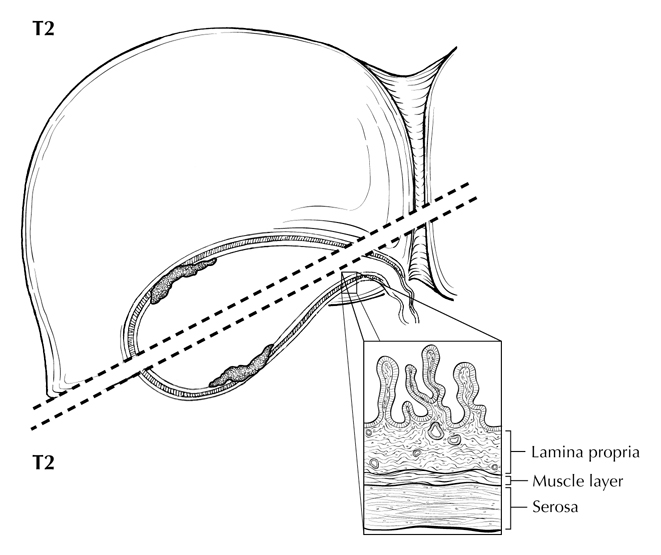 T2
T2
Lamina propria
Muscle layer
Serosa